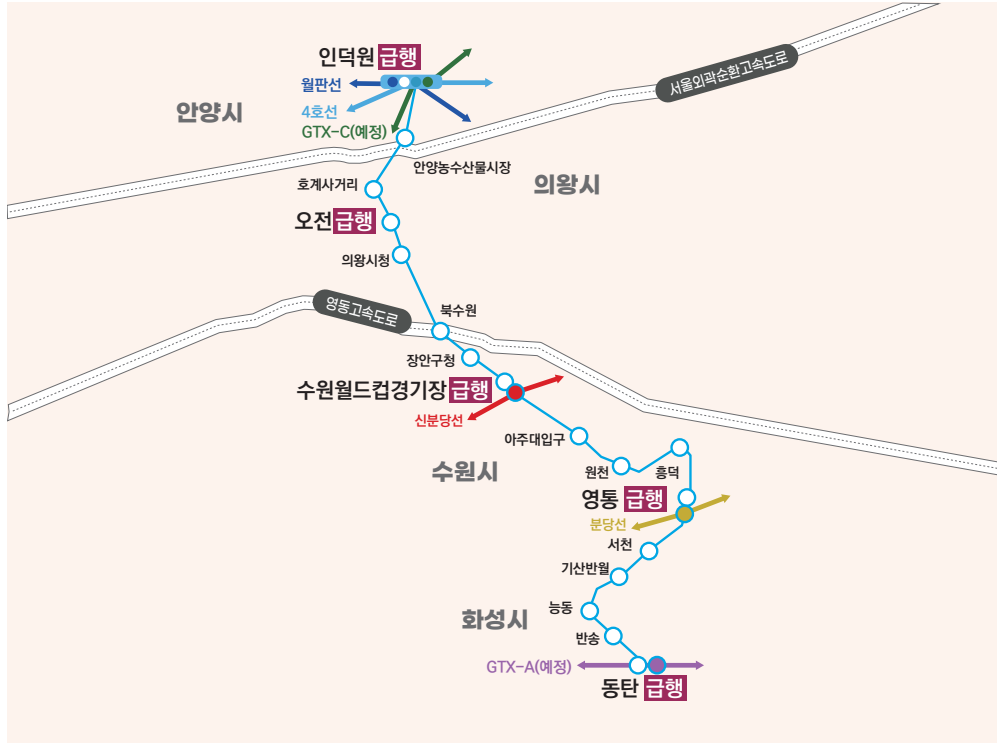 인덕원 급행
서울외곽순환고속도로
월판선
안양시
4호선
GTX-C(예정)
안양농수산물시장
호계사거리
의왕시
오전 급행
의왕시청
영동고속도로
북수원
장안구청
수원월드컵경기장 급행
신분당선
아주대입구
수원시
원천
흥덕
영통 급행
분당선
서천
기산반월
능동
화성시
반송
GTX-A(예정)
동탄 급행